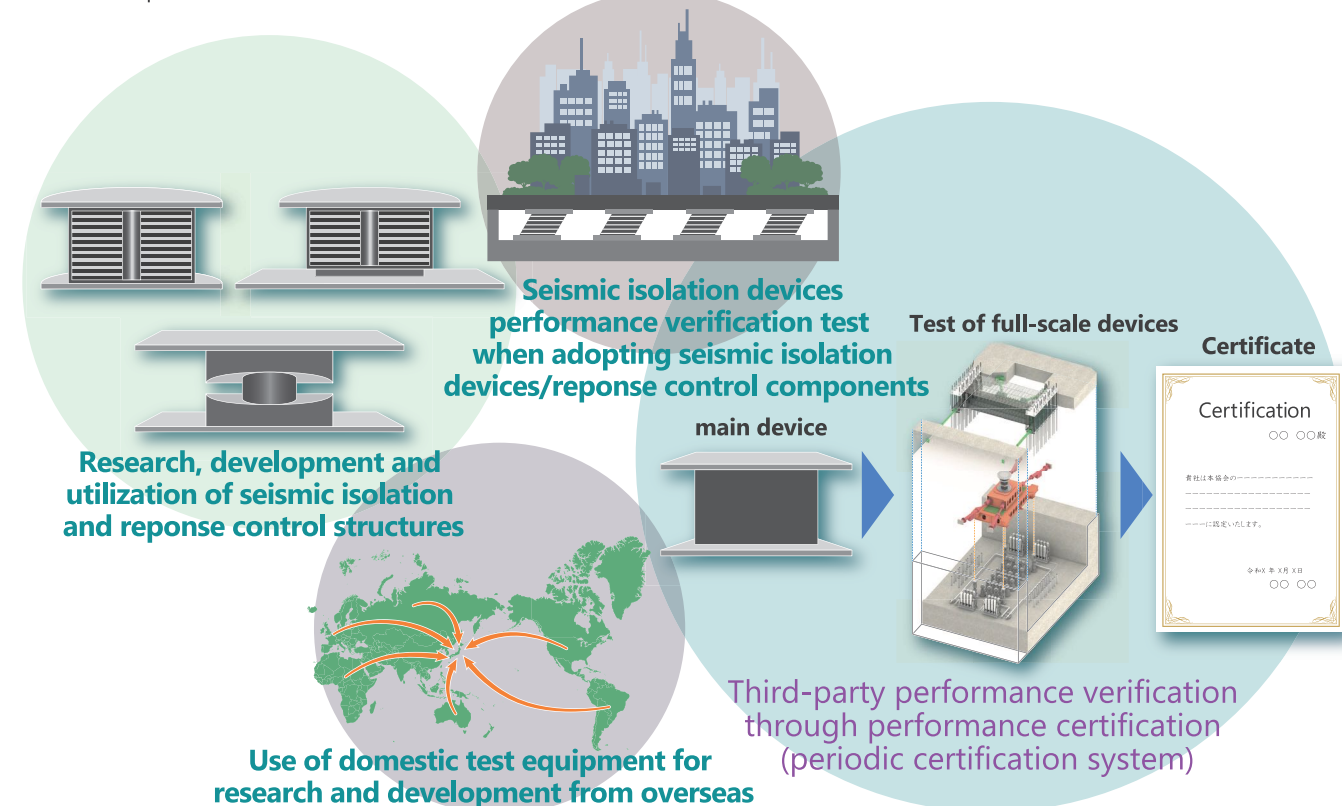 Seismic isolation devices
performance verification test
when adopting seismic isolation
devices/reponse control components
Research, development and
utilization of seismic isolation
and reponse control structures
Test of full-scale devices
Certificate
main device
Certification
○○ ○○殿
貴社は本協会の−−−−−−−−−−−
−−−−−−−−−−−−−−−−−−
−−−−−−−−−−−−−−−−−−
−−−に認定いたします。
令和X 年 X月 X日
○○ ○○
Third-party performance verification
through performance certification
(periodic certification system)
Use of domestic test equipment for
research and development from overseas